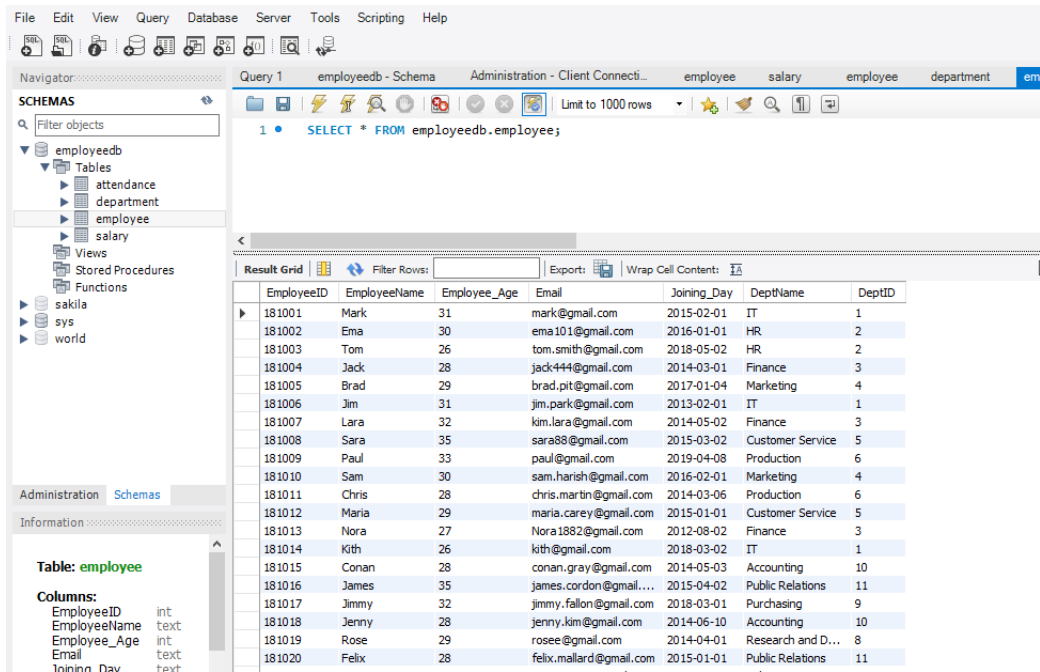 File Edit View Query Database Server Tools Scripting Help
Navigator
SCHEMAS
Filter objects
employeedb
Tables
attendance
department
employee
salary
Views
Stored Procedures
Functions
sakila
sys
world
Administration Schemas
Information
Table: employee
Columns:
EmployeeID int
EmployeeName text
Employee_Age int
Email text
Joining_Day text
Query 1 employeedb - Schema Administration - Client Connecti... employee salary employee department em
Limit to 1000 rows
1 SELECT * FROM employeedb.employee;
Result Grid Filter Rows: Export: Wrap Cell Content:
EmployeeID EmployeeName Employee_Age Email Joining_Day DeptName DeptID
181001 Mark 31 mark@gmail.com 2015-02-01 IT 1
181002 Ema 30 ema101@gmail.com 2016-01-01 HR 2
181003 Tom 26 tom.smith@gmail.com 2018-05-02 HR 2
181004 Jack 28 jack444@gmail.com 2014-03-01 Finance 3
181005 Brad 29 brad.pit@gmail.com 2017-01-04 Marketing 4
181006 Jim 31 jim.park@gmail.com 2013-02-01 IT 1
181007 Lara 32 kim.lara@gmail.com 2014-05-02 Finance 3
181008 Sara 35 sara88@gmail.com 2015-03-02 Customer Service 5
181009 Paul 33 paul@gmail.com 2019-04-08 Production 6
181010 Sam 30 sam.harish@gmail.com 2016-02-01 Marketing 4
181011 Chris 28 chris.martin@gmail.com 2014-03-06 Production 6
181012 Maria 29 maria.carey@gmail.com 2015-01-01 Customer Service 5
181013 Nora 27 Nora1882@gmail.com 2012-08-02 Finance 3
181014 Kith 26 kith@gmail.com 2018-03-02 IT 1
181015 Conan 28 conan.gray@gmail.com 2014-05-03 Accounting 10
181016 James 35 james.cordon@gmail.... 2015-04-02 Public Relations 11
181017 Jimmy 32 jimmy.fallon@gmail.com 2018-03-01 Purchasing 9
181018 Jenny 28 jenny.kim@gmail.com 2014-06-10 Accounting 10
181019 Rose 29 rosee@gmail.com 2014-04-01 Research and D... 8
181020 Felix 28 felix.mallard@gmail.com 2015-01-01 Public Relations 11